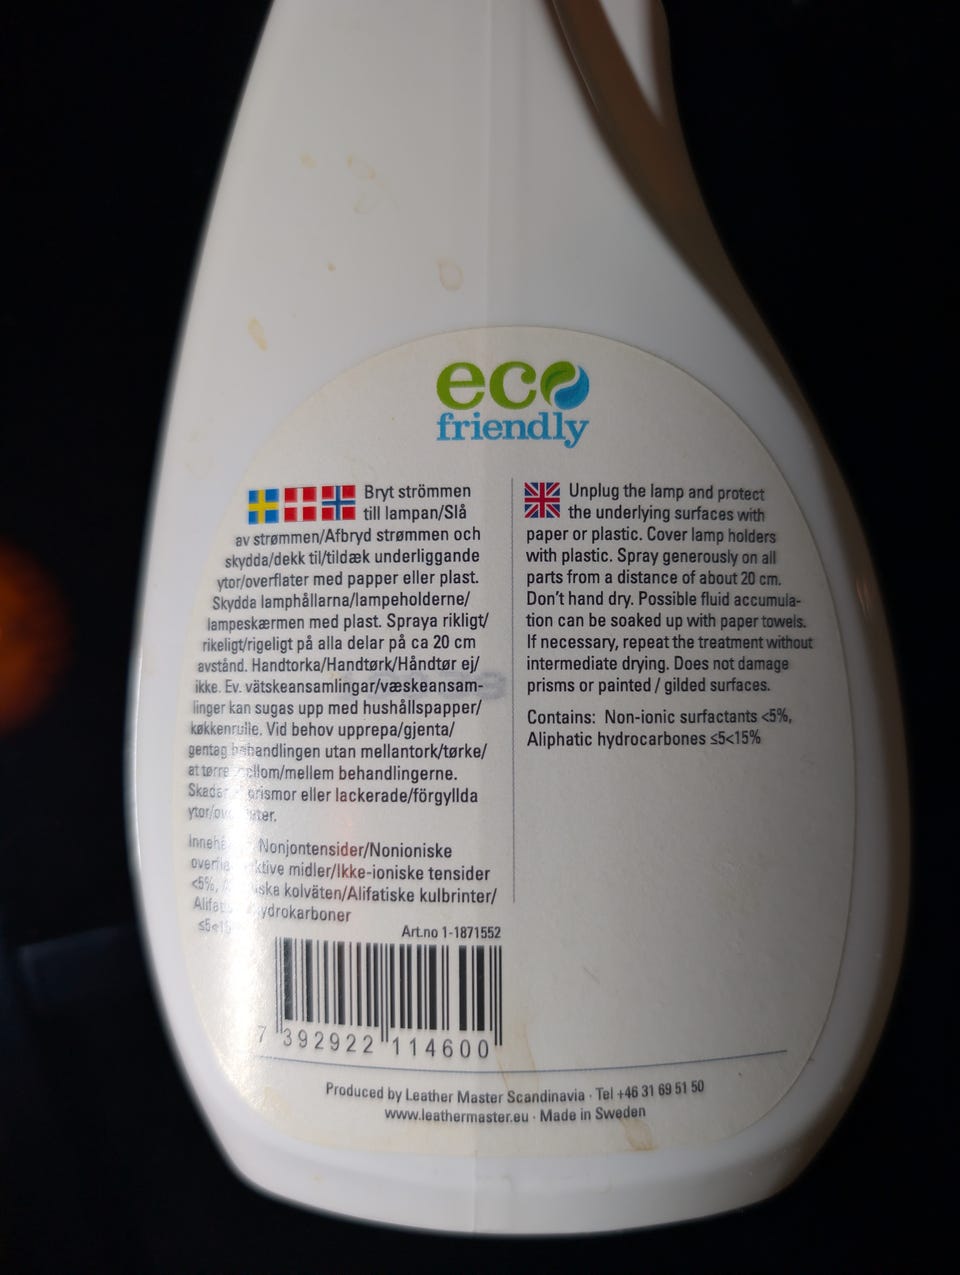 eco
friendly
Bryt strömmen
till lampan/Slå
av strømmen/Afbryd strømmen och
skydda/dekk til/tildæk underliggande
ytor/overflater med papper eller plast.
Skydda lamphållarna/lampeholderne/
lampeskærmen med plast. Spraya rikligt/
rikeligt/rigeligt på alla delar på ca 20 cm
avstånd. Handtorka/Handtørk/Håndtør ej/
ikke. Ev. vätskeansamlingar/væskeansam-
linger kan sugas upp med hushållspapper/
køkkenrulle. Vid behov upprepa/gjenta/
gentag behandlingen utan mellantork/tørke/
at tørre mellom/mellem behandlingerne.
prismor eller lackerade/förgyllda
Nonjontensider/Nonioniske
midler/Ikke-ioniske tensider
<5%, kolväten/Alifatiske kulbrinter/
Art.no 1-1871552
7 392922 114600
Unplug the lamp and protect
the underlying surfaces with
paper or plastic. Cover lamp holders
with plastic. Spray generously on all
parts from a distance of about 20 cm.
Don't hand dry. Possible fluid accumula-
tion can be soaked up with paper towels.
If necessary, repeat the treatment without
intermediate drying. Does not damage
prisms or painted / gilded surfaces.
Contains: Non-ionic surfactants <5%,
Aliphatic hydrocarbones ≤5<15%
Produced by Leather Master Scandinavia · Tel +46 31 69 51 50
www.leathermaster.eu · Made in Sweden